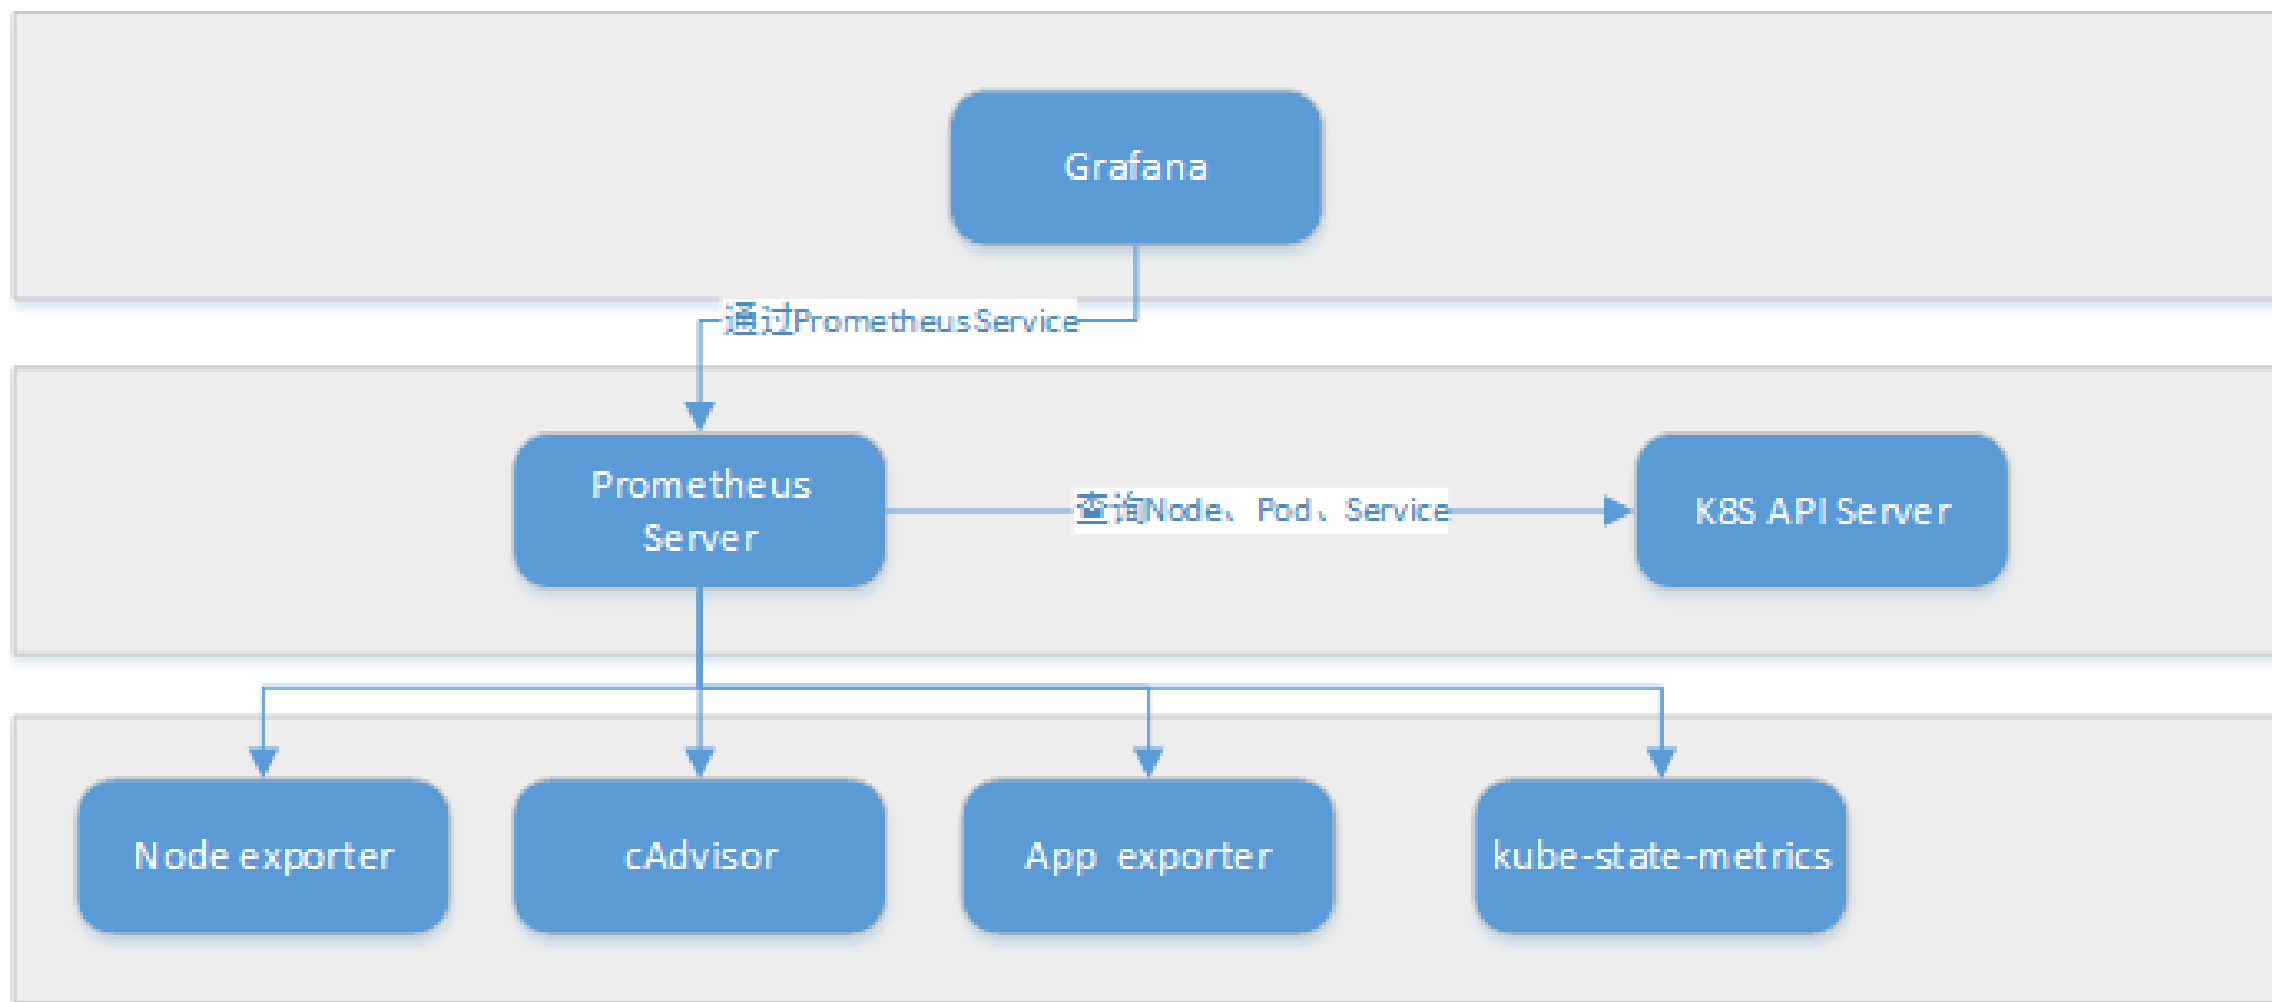 Grafana
通过PrometheusService
Prometheus
Server
查询Node、Pod、Service
K8S API Server
Node exporter
cAdvisor
App exporter
kube-state-metrics